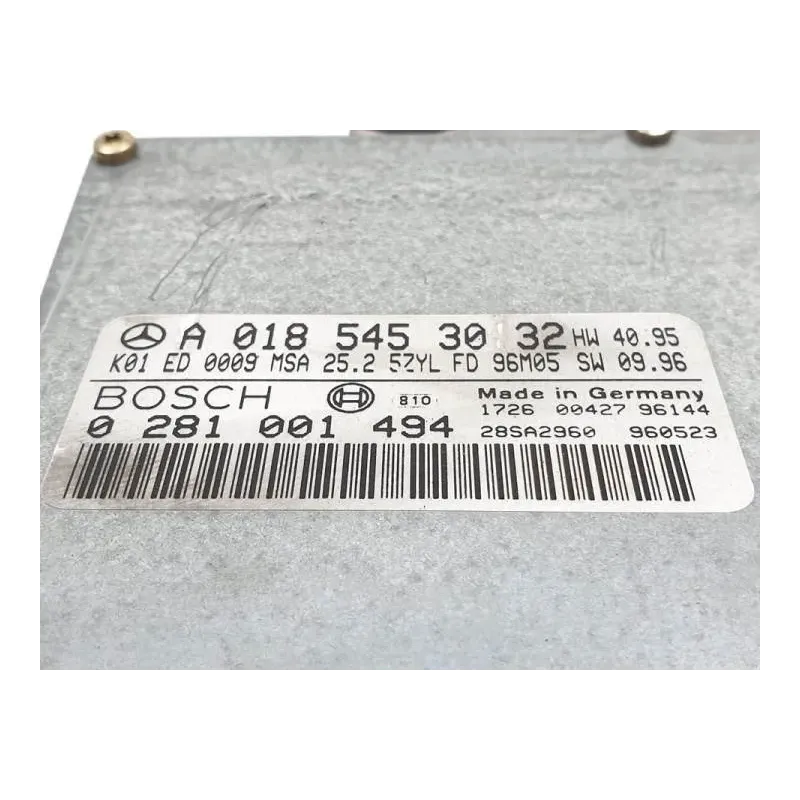 A 018 545 30 32 HW 40.95
K01 ED 0009 MSA 25.2 5ZYL FD 96M05 SW 09.96
BOSCH 810 Made in Germany
1726 00427 96144
0 281 001 494 28SA2960 960523